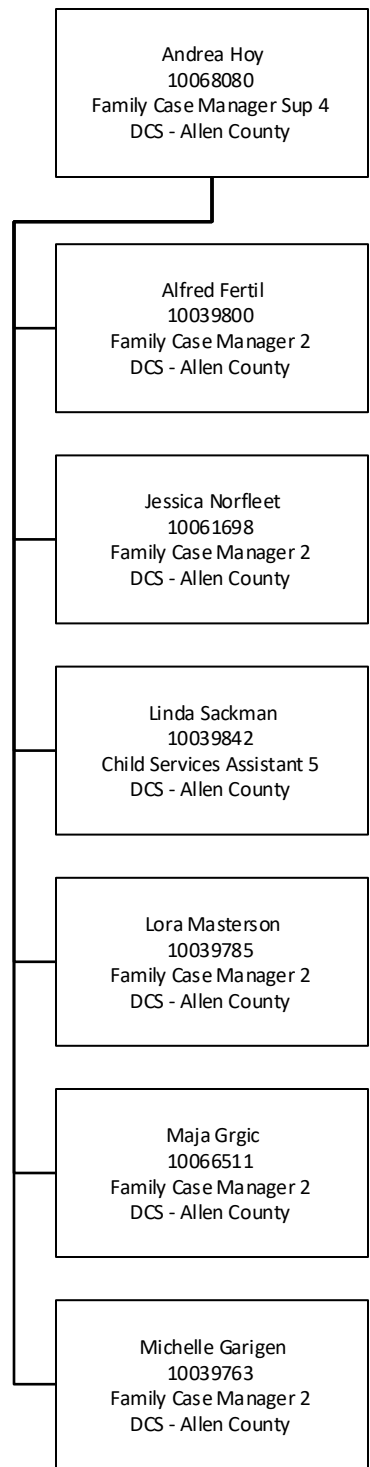 Andrea Hoy
10068080
Family Case Manager Sup 4
DCS - Allen County
Alfred Fertil
10039800
Family Case Manager 2
DCS - Allen County
Jessica Norfleet
10061698
Family Case Manager 2
DCS - Allen County
Linda Sackman
10039842
Child Services Assistant 5
DCS - Allen County
Lora Masterson
10039785
Family Case Manager 2
DCS - Allen County
Maja Grgic
10066511
Family Case Manager 2
DCS - Allen County
Michelle Garigen
10039763
Family Case Manager 2
DCS - Allen County